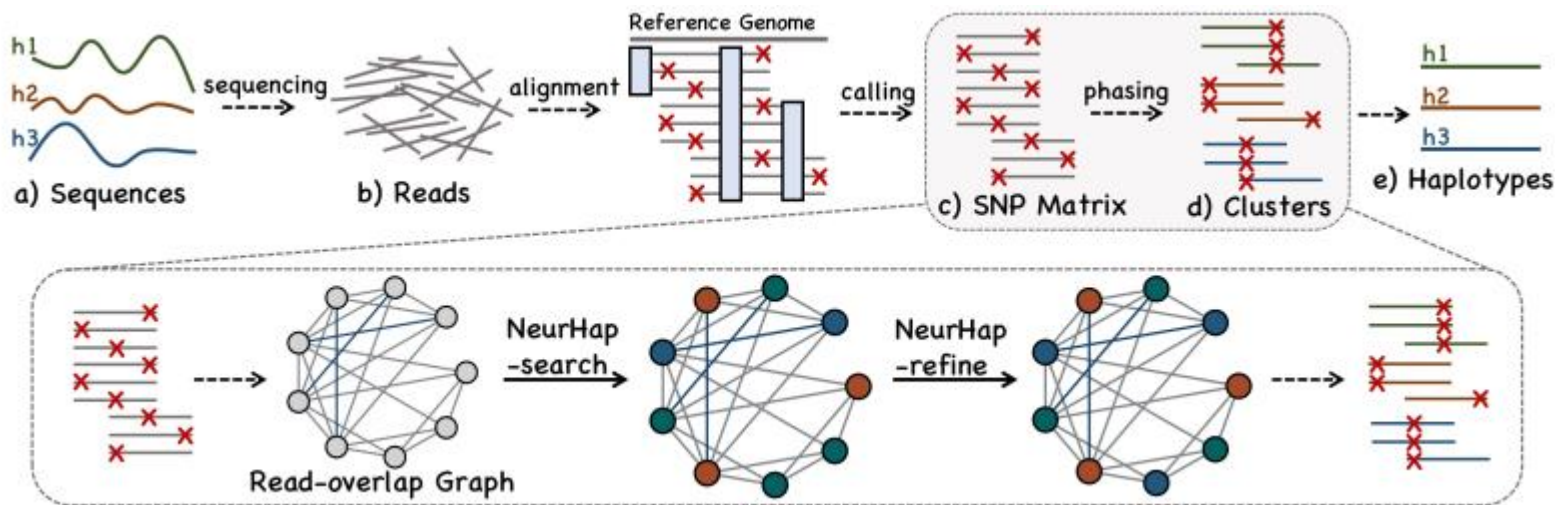 Reference Genome
h1
h2
h3
sequencing
alignment
calling
phasing
h1
h2
h3
a) Sequences
b) Reads
c) SNP Matrix
d) Clusters
e) Haplotypes
NeurHap
-search
NeurHap
-refine
Read-overlap Graph